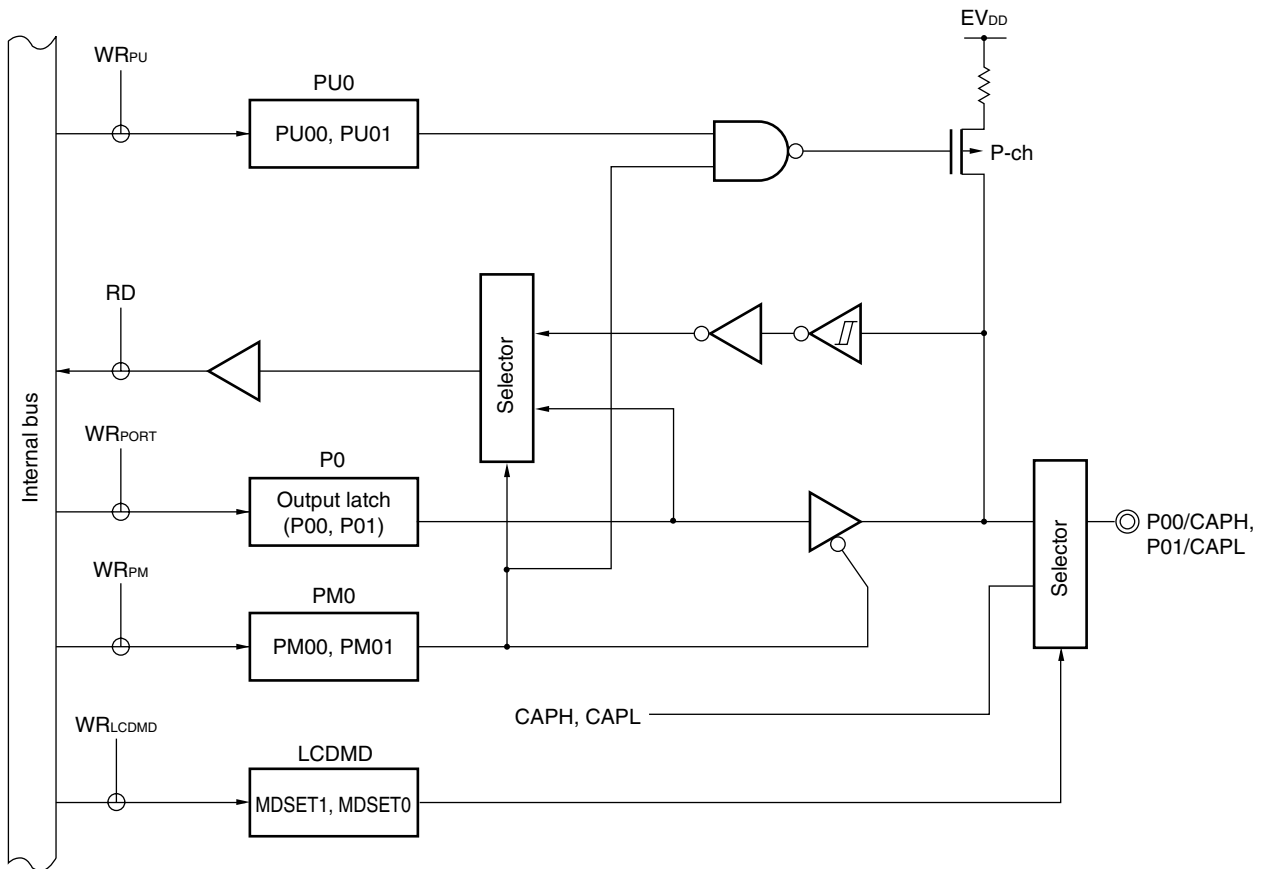 EVDD
WRPU
PU0
PU00, PU01
P-ch
RD
Selector
Internal bus
WRPORT
P0
Output latch
(P00, P01)
P00/CAPH,
P01/CAPL
Selector
WRPM
PM0
PM00, PM01
CAPH, CAPL
WRLCDMD
LCDMD
MDSET1, MDSET0